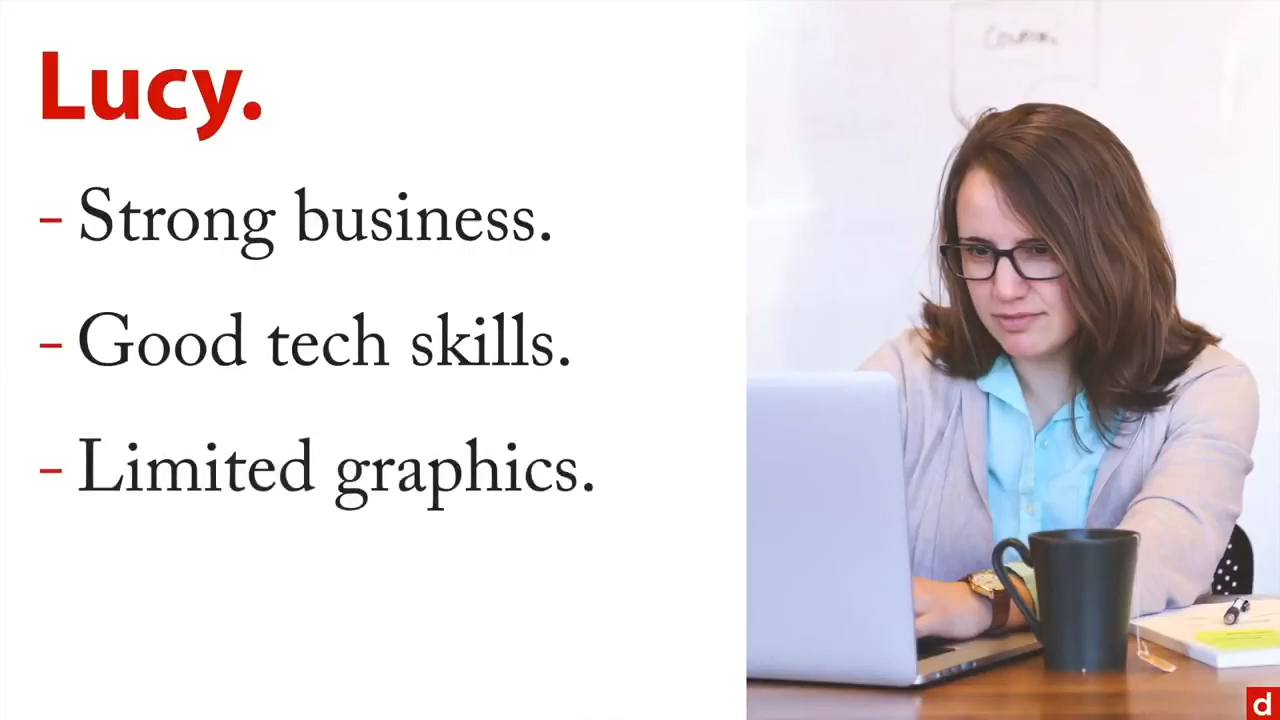 Lucy.
- Strong business.
- Good tech skills.
- Limited graphics.
d